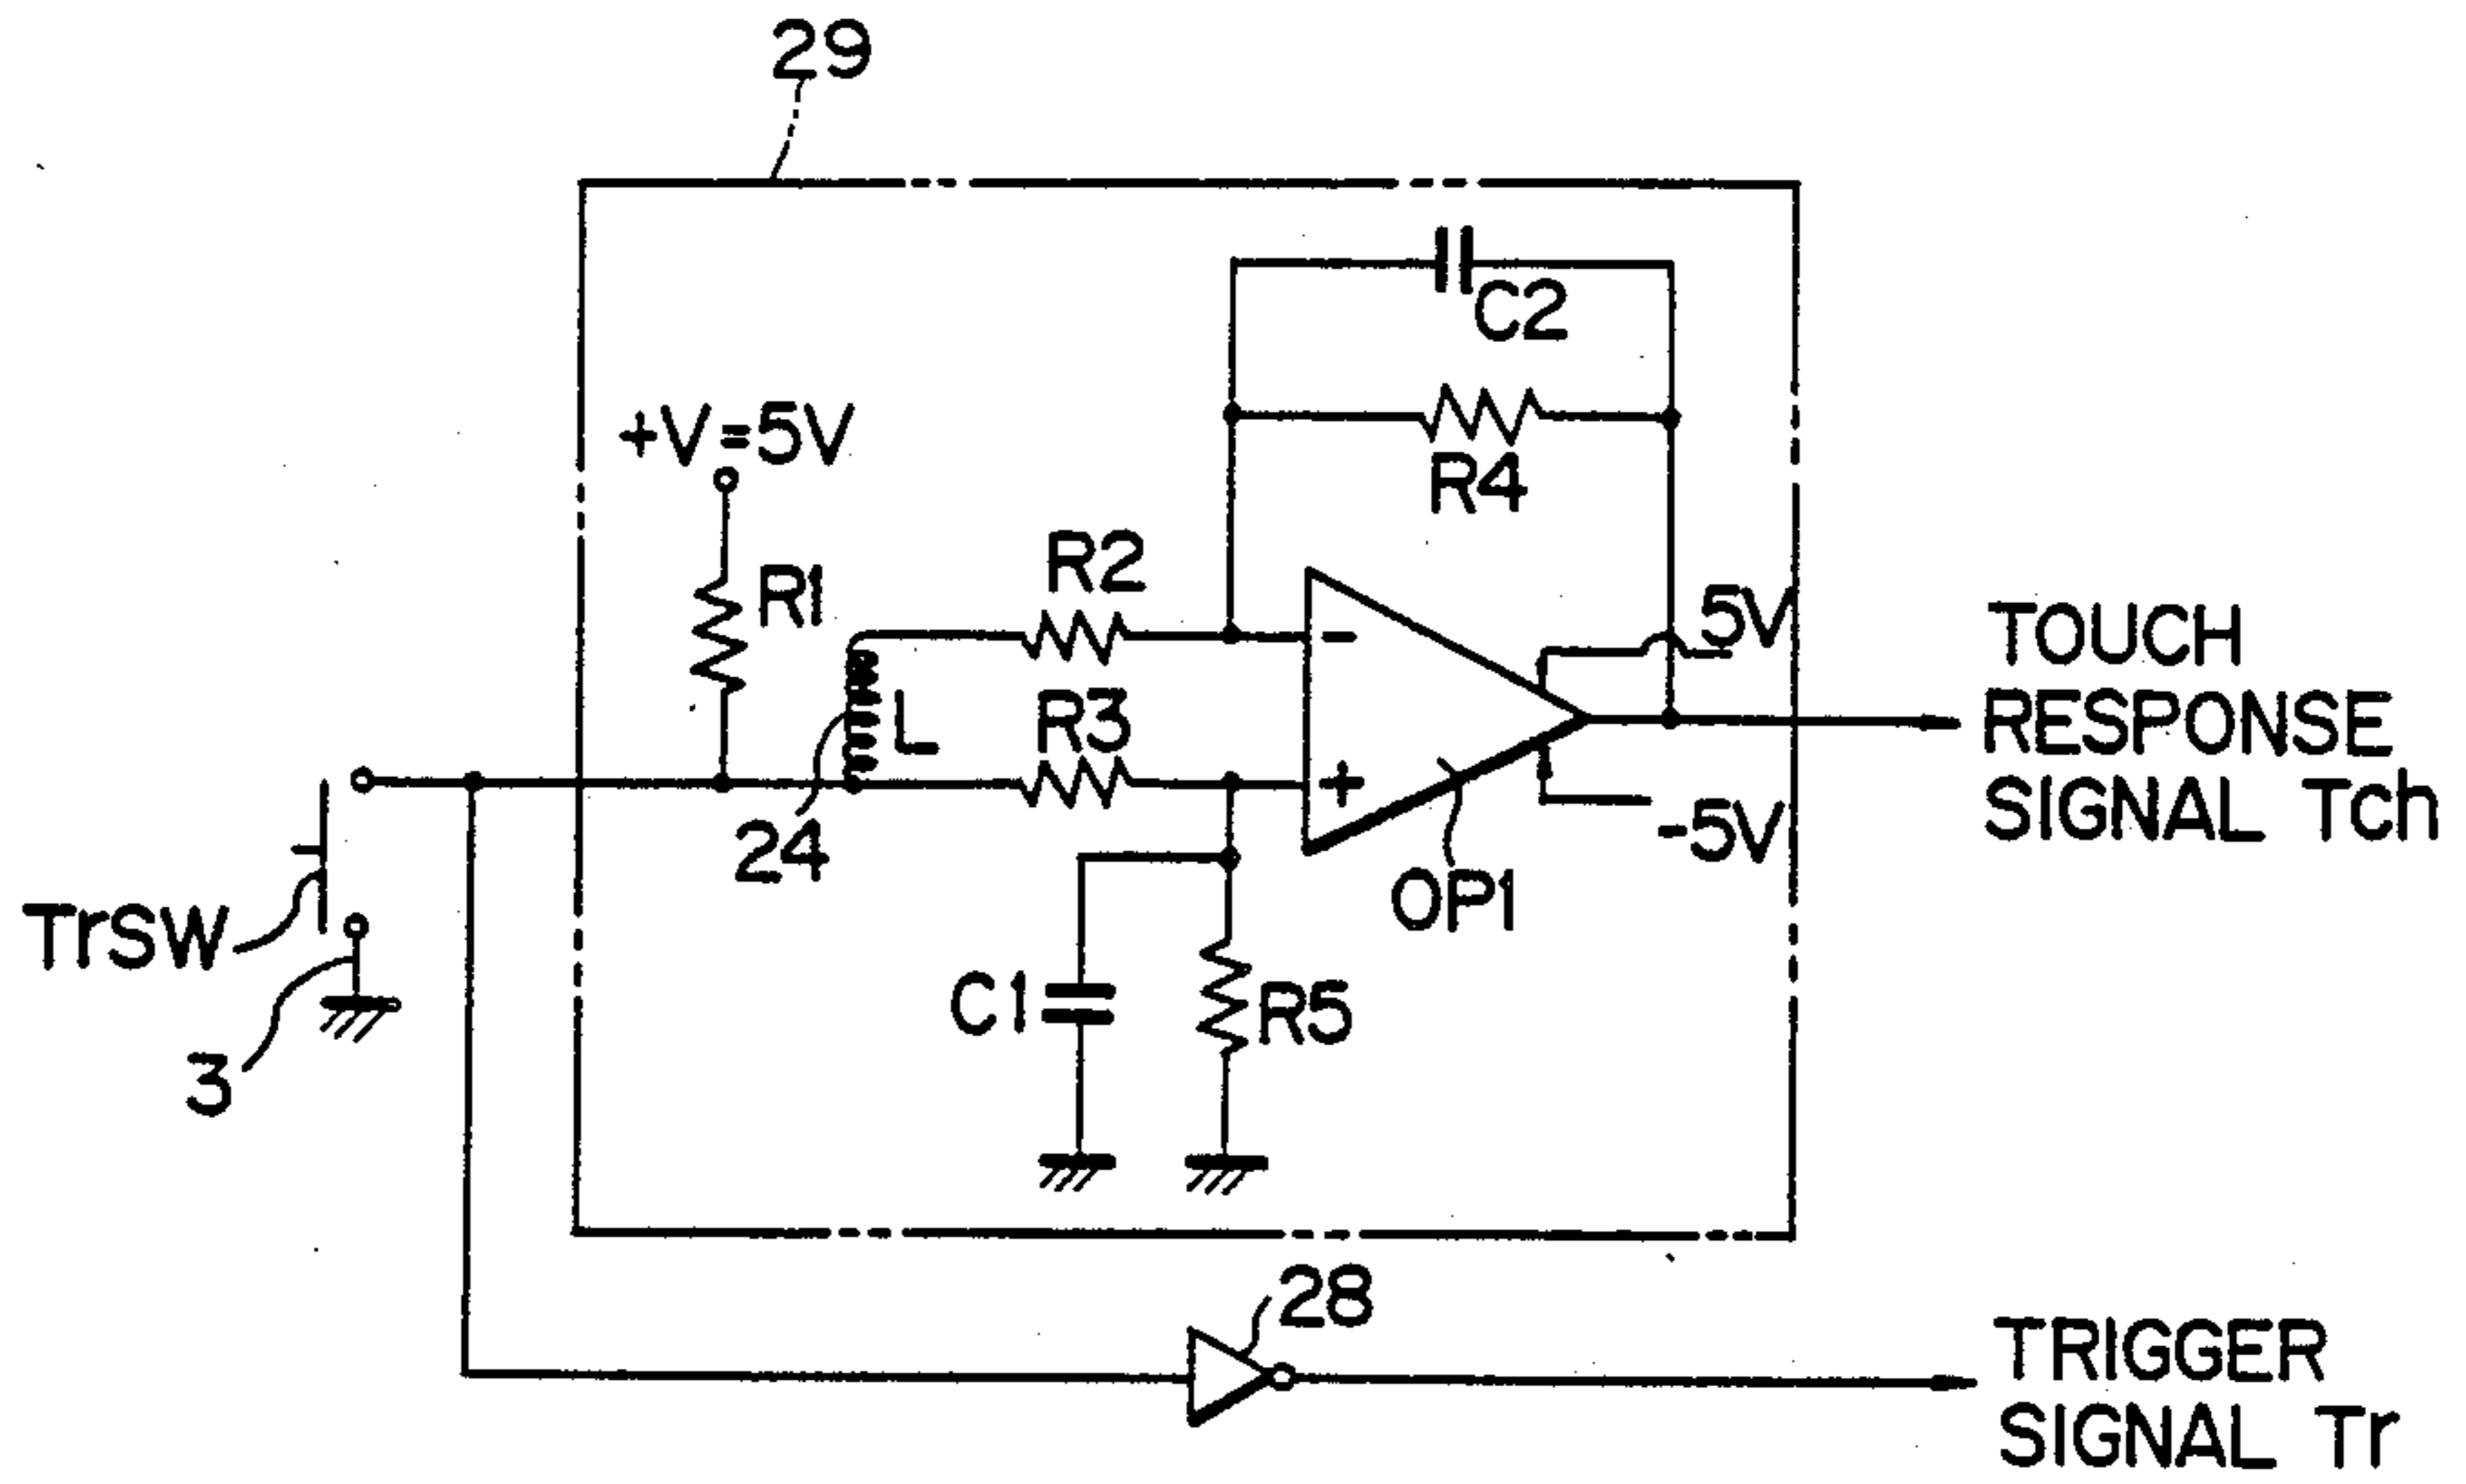 29
C2
+V=5V
R4
R1
R2
5V
TOUCH
RESPONSE
SIGNAL Tch
L
R3
-5V
24
OP1
TrSW
C1
R5
3
28
TRIGGER
SIGNAL Tr
-
+